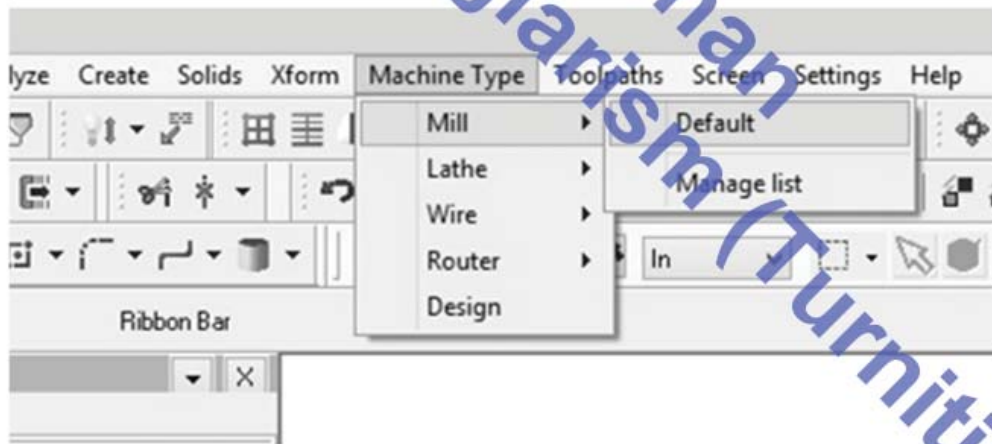 lyze Create Solids Xform Machine Type Toolpaths Screen Settings Help
Mill
Default
Lathe
Manage list
Wire
Router
In
Design
Ribbon Bar